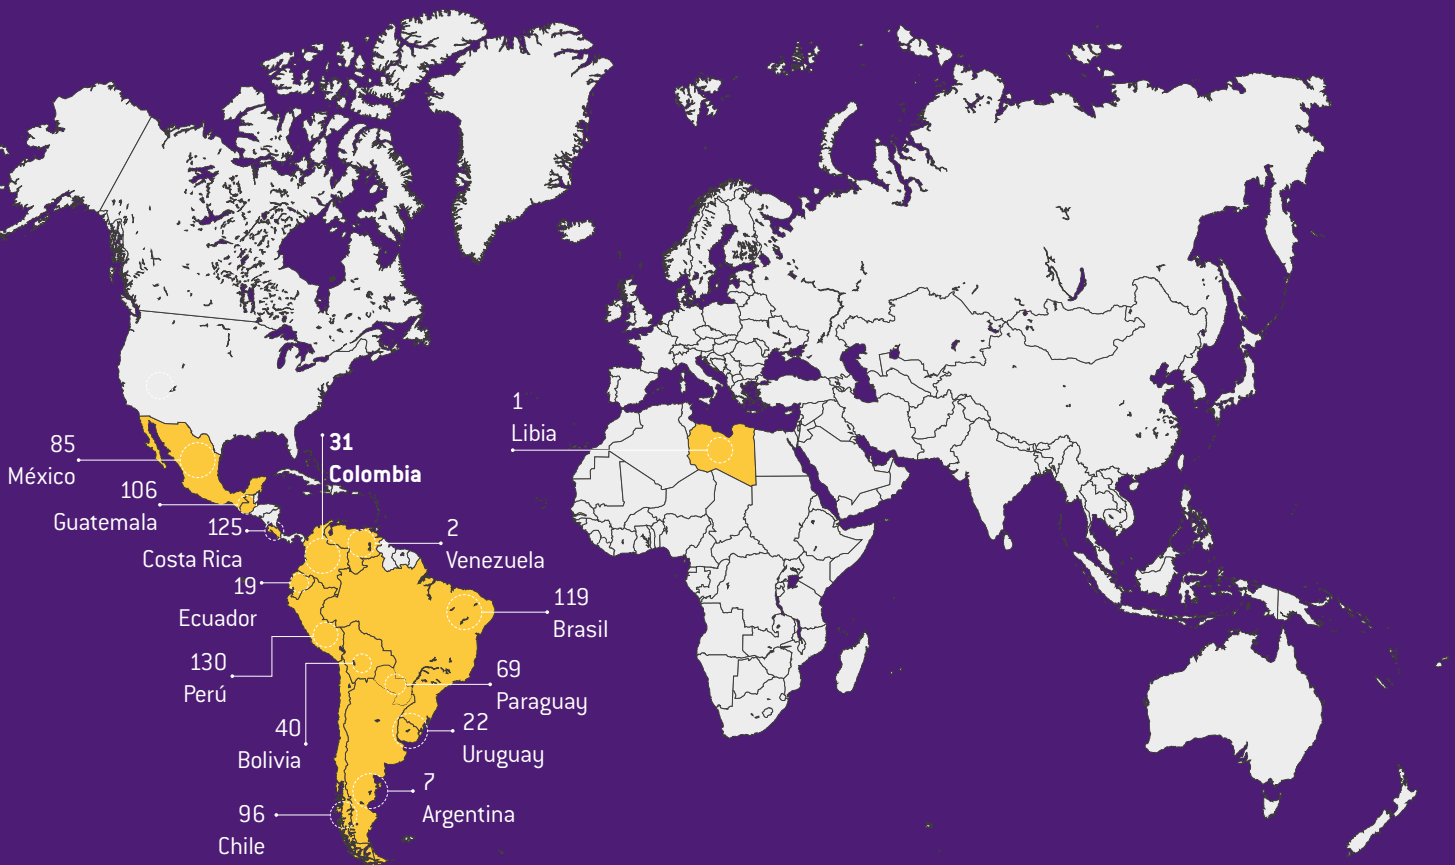 1
Libia
85
México
31
Colombia
106
Guatemala
125
Costa Rica
2
Venezuela
19
Ecuador
119
Brasil
130
Perú
69
Paraguay
40
Bolivia
22
Uruguay
7
Argentina
96
Chile